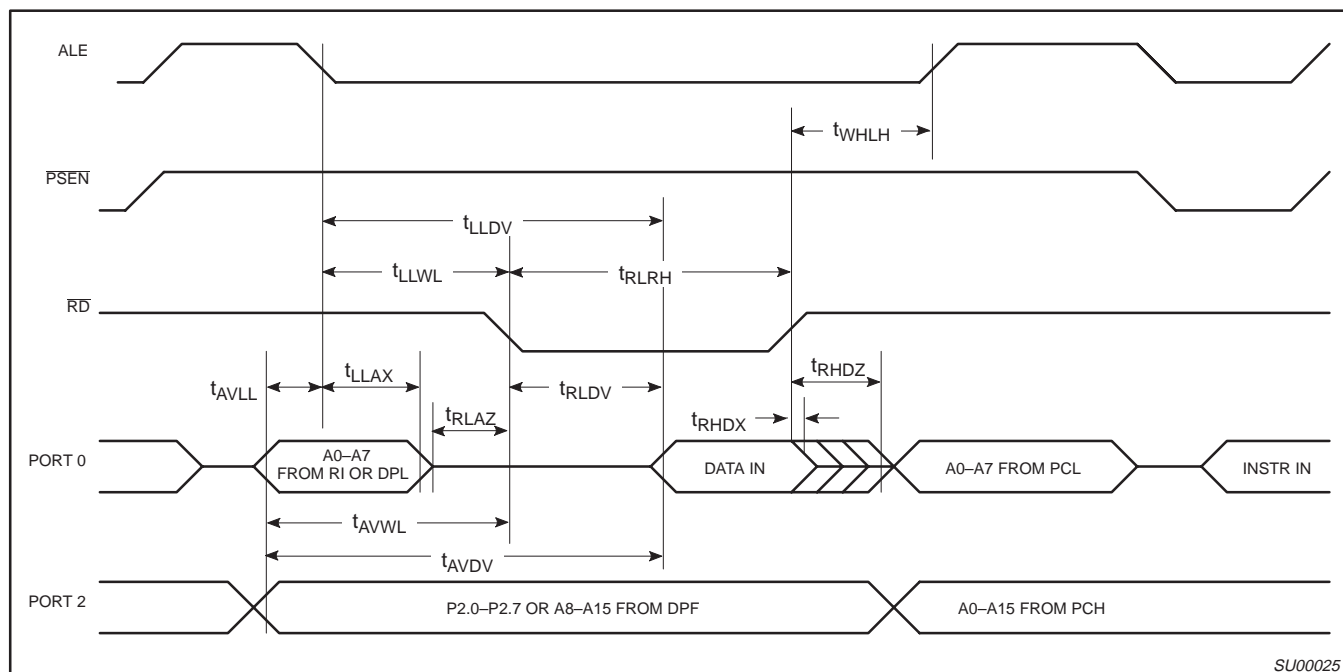 ALE
tWHLH
PSEN
tLLDV
tLLWL
tRLRH
RD
tAVLL
tLLAX
tRLDV
tRHDZ
tRLAZ
tRHDX
PORT 0
A0–A7
FROM RI OR DPL
DATA IN
A0–A7 FROM PCL
INSTR IN
tAVWL
tAVDV
PORT 2
P2.0–P2.7 OR A8–A15 FROM DPF
A0–A15 FROM PCH
SU00025